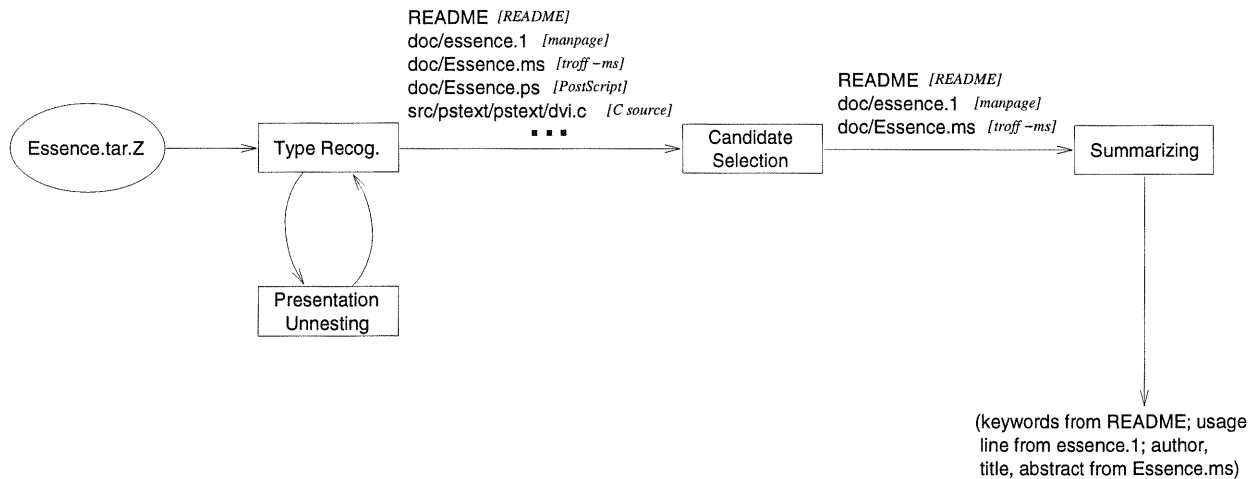 README [README]
doc/essence.1 [manpage]
doc/Essence.ms [troff-ms]
doc/Essence.ps [PostScript]
src/pstext/pstext/dvi.c [C source]
README [README]
doc/essence.1 [manpage]
doc/Essence.ms [troff-ms]
Essence.tar.Z
Type Recog.
Candidate
Selection
Summarizing
Presentation
Unnesting
(keywords from README; usage
line from essence.1; author,
title, abstract from Essence.ms)